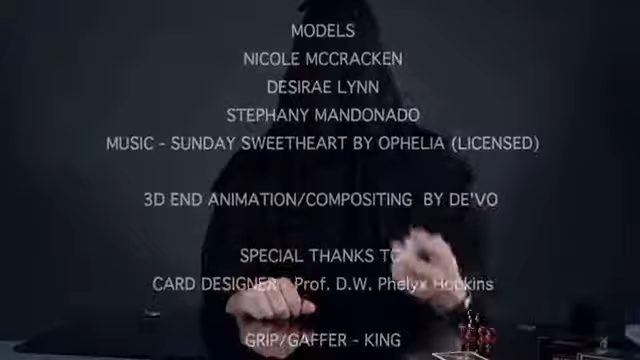 MODELS
NICOLE MCCRACKEN
DESIRAE LYNN
STEPHANY MANDONADO
MUSIC - SUNDAY SWEETHEART BY OPHELIA (LICENSED)
3D END ANIMATION/COMPOSITING BY DE'VO
SPECIAL THANKS TO
CARD DESIGNER - Prof. D.W. Phelyx Hopkins
GRIP/GAFFER - KING